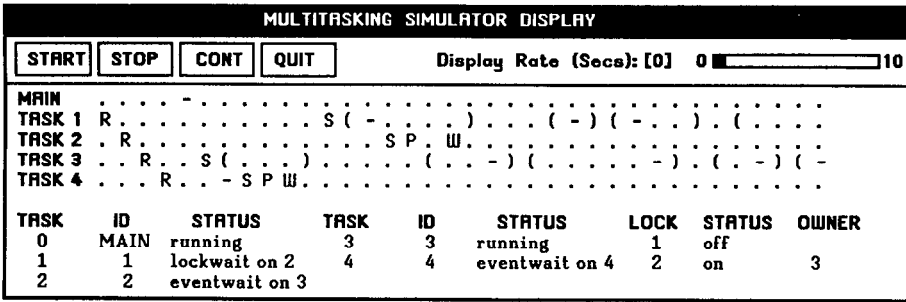 MULTITASKING SIMULATOR DISPLAY
START STOP CONT QUIT Display Rate (Secs): [0] 0 10
MAIN . . . . - . . . . . . . . . . . . . . . . . . . . . . . . . . . . . .
TASK 1 R . . . . . . . . . . S ( - . . . . ) . . . ( - ) ( - . . ) . ( . . . .
TASK 2 . R . . . . . . . . . . . . S P . W . . . . . . . . . . . . . . . . .
TASK 3 . . R . . S ( . . . ) . . . . . ( . . - ) ( . . . . . - ) . ( . - ) ( -
TASK 4 . . . R . . - S P W . . . . . . . . . . . . . . . . . . . . . . . . .
TASK ID STATUS TASK ID STATUS LOCK STATUS OWNER
0 MAIN running 3 3 running 1 off
1 1 lockwait on 2 4 4 eventwait on 4 2 on 3
2 2 eventwait on 3